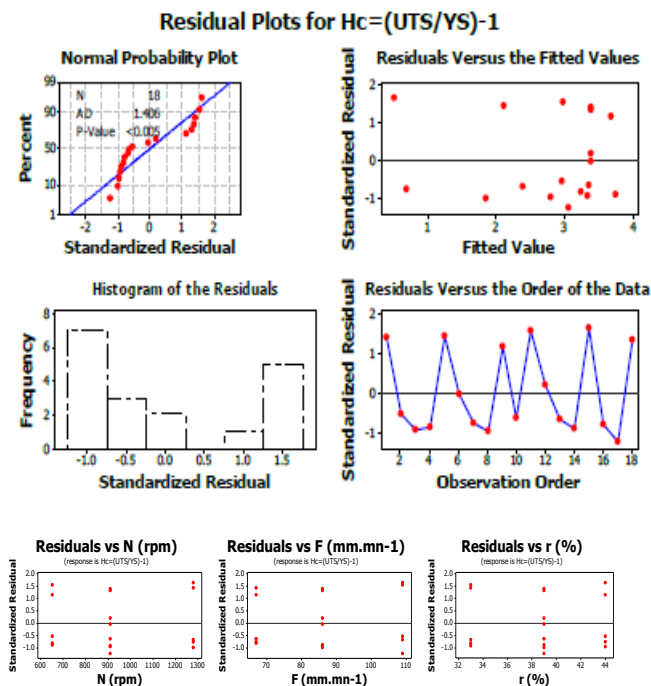 Residual Plots for Hc=(UTS/YS)-1
Normal Probability Plot
Residuals Versus the Fitted Values
99
90
50
10
1
N 18
AD 1.406
P-Value <0.005
Percent
-2 -1 0 1 2
Standardized Residual
2
1
0
-1
Standardized Residual
1 2 3 4
Fitted Value
Histogram of the Residuals
Residuals Versus the Order of the Data
8
6
4
2
0
Frequency
-1.0 -0.5 0.0 0.5 1.0 1.5
Standardized Residual
2
1
0
-1
Standardized Residual
2 4 6 8 10 12 14 16 18
Observation Order
Residuals vs N (rpm)
(response is Hc=(UTS/YS)-1)
2.0
1.5
1.0
0.5
0.0
-0.5
-1.0
Standardized Residual
600 700 800 900 1000 1100 1200 1300
N (rpm)
Residuals vs F (mm.mn-1)
(response is Hc=(UTS/YS)-1)
2.0
1.5
1.0
0.5
0.0
-0.5
-1.0
Standardized Residual
70 80 90 100 110
F (mm.mn-1)
Residuals vs r (%)
(response is Hc=(UTS/YS)-1)
2.0
1.5
1.0
0.5
0.0
-0.5
-1.0
Standardized Residual
32 34 36 38 40 42 44
r (%)